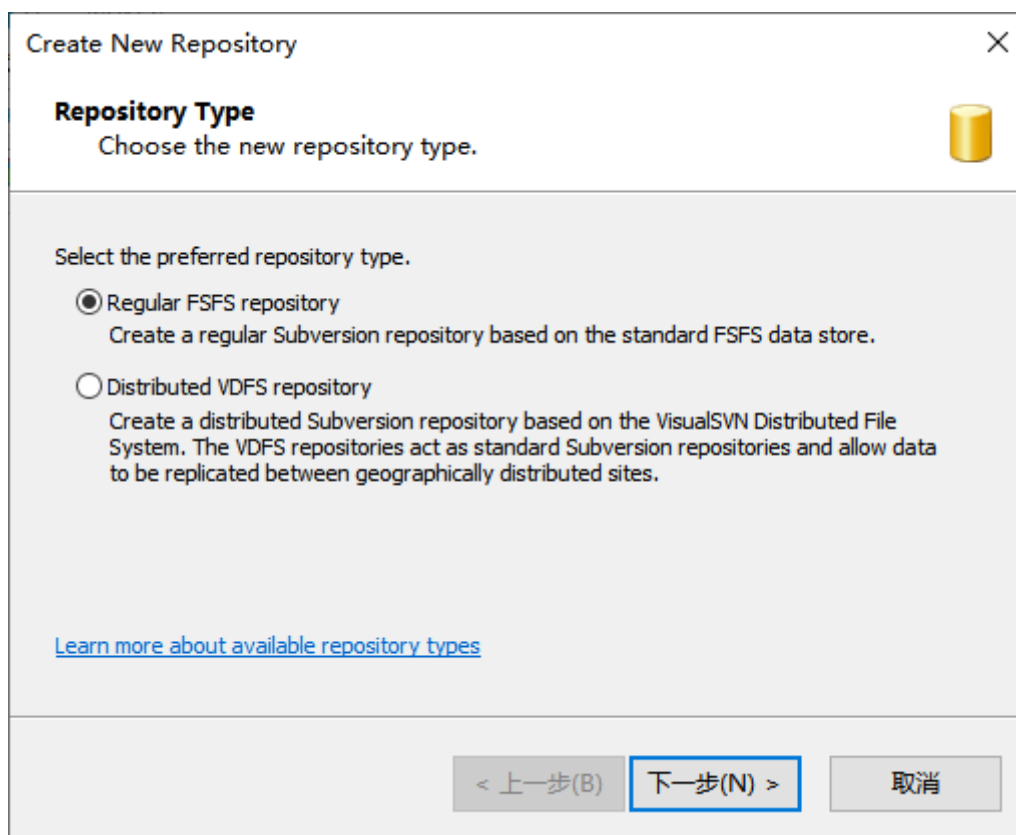 Create New Repository
Repository Type
Choose the new repository type.
Select the preferred repository type.
Regular FSFS repository
Create a regular Subversion repository based on the standard FSFS data store.
Distributed VDFS repository
Create a distributed Subversion repository based on the VisualSVN Distributed File
System. The VDFS repositories act as standard Subversion repositories and allow data
to be replicated between geographically distributed sites.
Learn more about available repository types
< 上一步(B)
下一步(N) >
取消